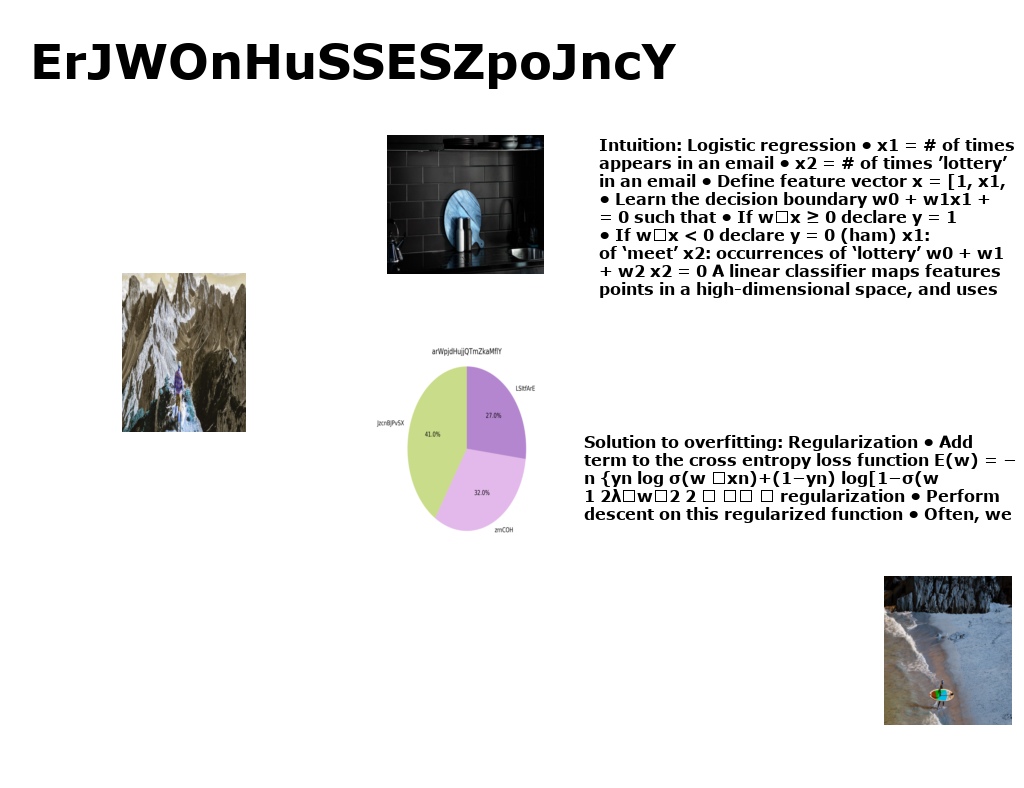 ErJWOnHuSSESZpoJncY
Intuition: Logistic regression • x1 = # of times
appears in an email • x2 = # of times ’lottery’
in an email • Define feature vector x = [1, x1,
• Learn the decision boundary w0 + w1x1 +
= 0 such that • If w□x ≥ 0 declare y = 1
• If w□x < 0 declare y = 0 (ham) x1:
of ‘meet’ x2: occurrences of ‘lottery’ w0 + w1
+ w2 x2 = 0 A linear classifier maps features
points in a high-dimensional space, and uses
arWpjdHujjQTmZkaMflY
LSltfArE
27.0%
JzcnBJPvSX
41.0%
32.0%
zmCOH
Solution to overfitting: Regularization • Add
term to the cross entropy loss function E(w) = −
n {yn log σ(w □xn)+(1−yn) log[1−σ(w
1 2λ□w□2 2 □ □□ □ regularization • Perform
descent on this regularized function • Often, we